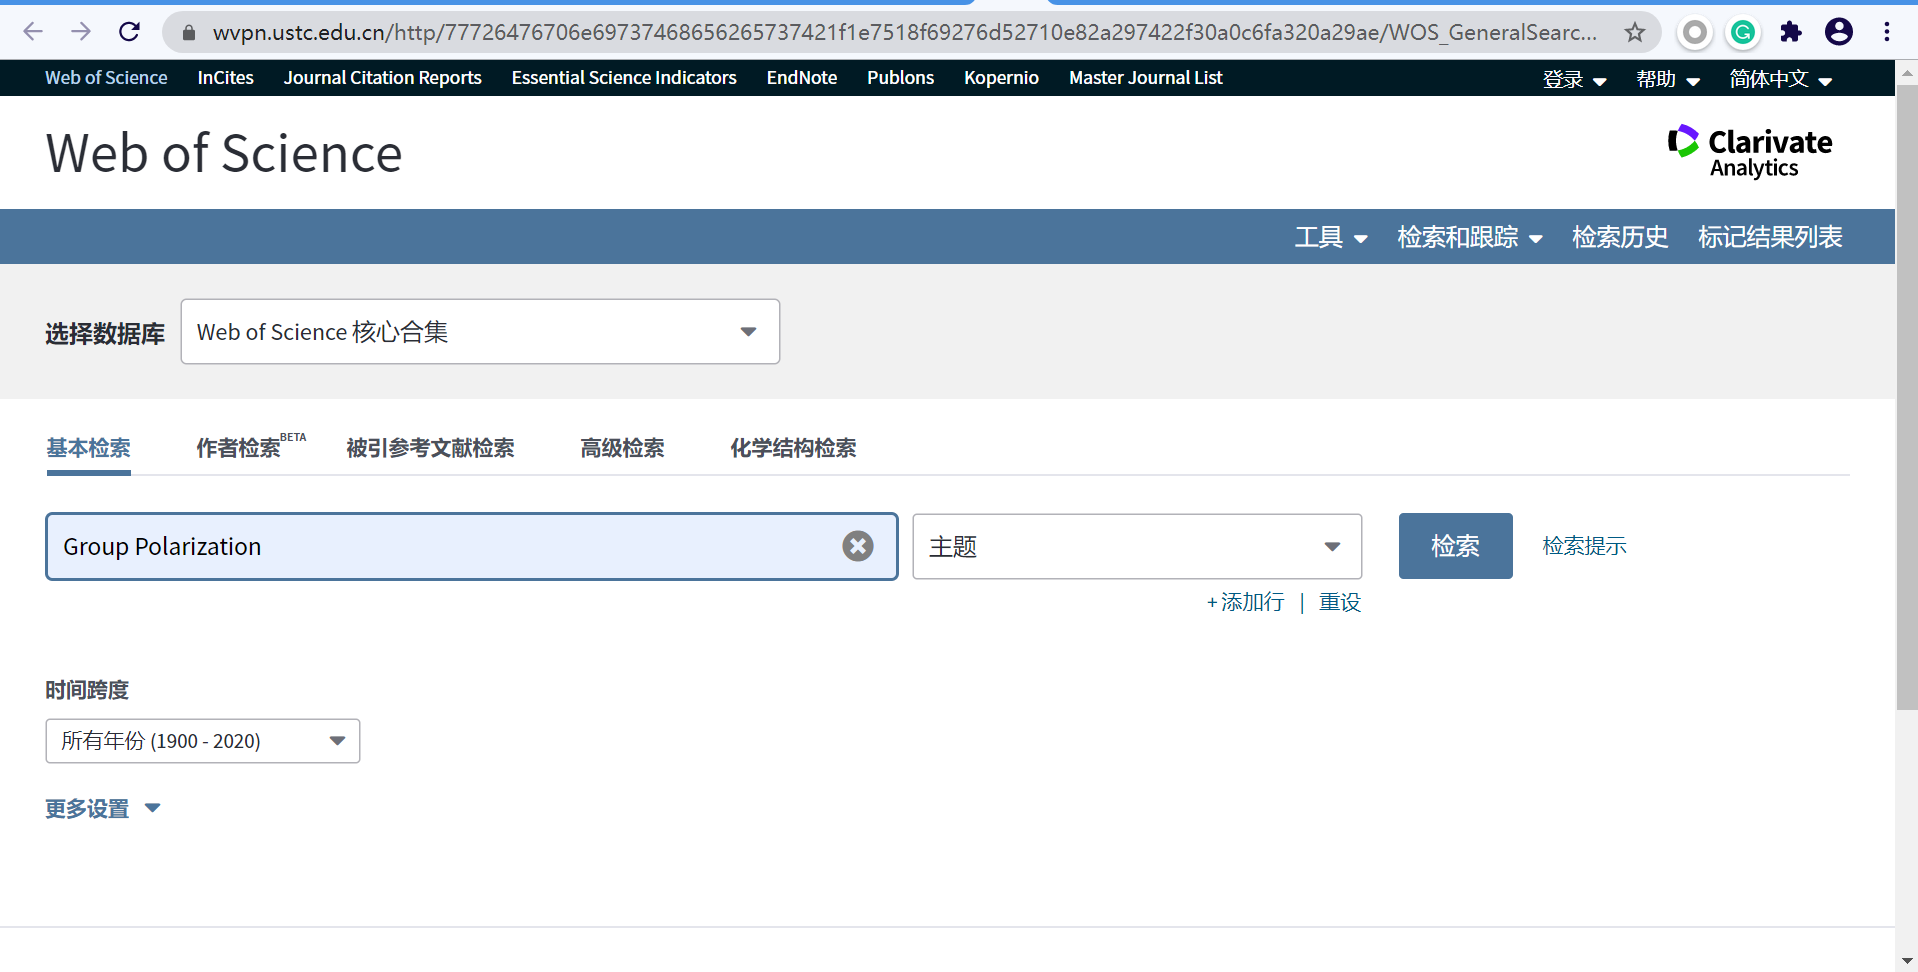 wvpn.ustc.edu.cn/http/77726476706e69737468656265737421f1e7518f69276d52710e82a297422f30a0c6fa320a29ae/WOS_GeneralSearc...
Web of Science InCites Journal Citation Reports Essential Science Indicators EndNote Publons Kopernio Master Journal List 登录 帮助 简体中文
Web of Science
Clarivate
Analytics
工具 检索和跟踪 检索历史 标记结果列表
选择数据库 Web of Science 核心合集
基本检索 作者检索BETA 被引参考文献检索 高级检索 化学结构检索
Group Polarization 主题 检索 检索提示
+添加行 | 重设
时间跨度
所有年份 (1900 - 2020)
更多设置